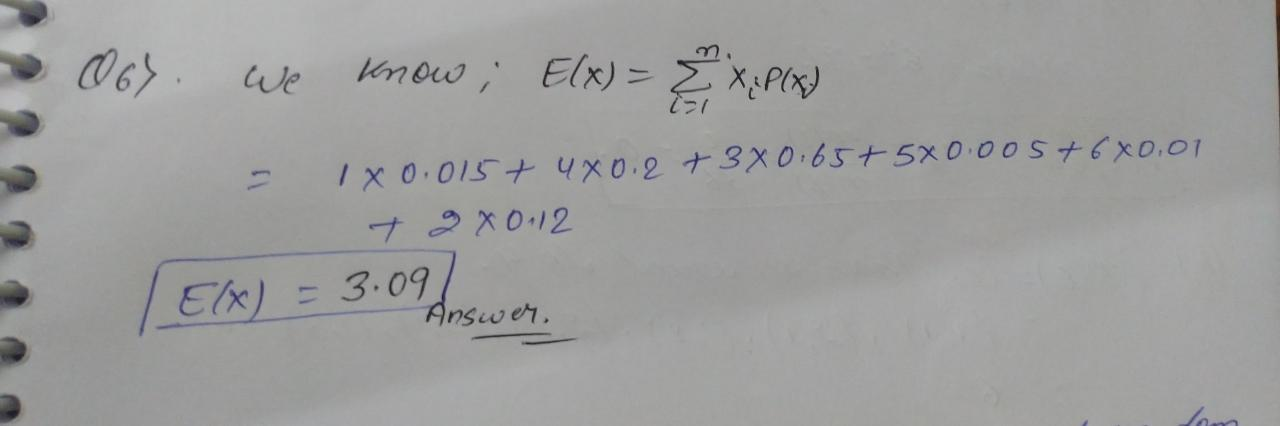 Q6). We know; E(x) = \sum_{i=1}^{n} x_i P(x_i)
= 1 × 0.015 + 4 × 0.2 + 3 × 0.65 + 5 × 0.005 + 6 × 0.01
+ 2 × 0.12
E(x) = 3.09
Answer.